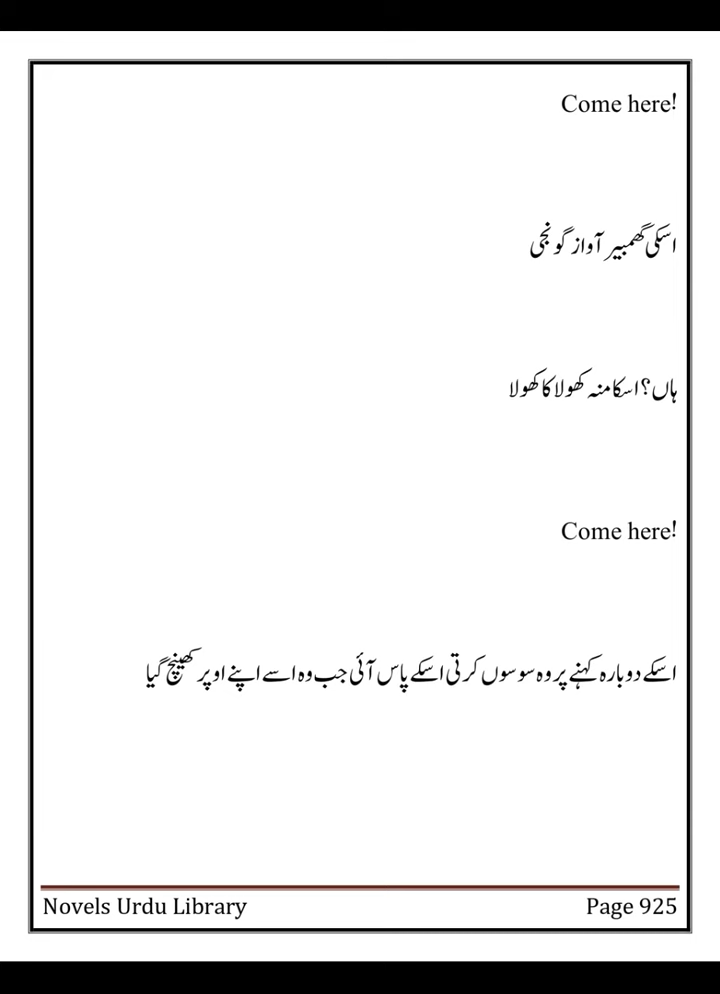 Come here!
اسکی گھمبیر آواز گونجی
ہاں؟ اسکا منہ کھولا کا کھولا
Come here!
اسکے دوبارہ کہنے پر وہ سوسوں کرتی اسکے پاس آئی جب وہ اسے اپنے اوپر کھینچ گیا
Novels Urdu Library Page 925